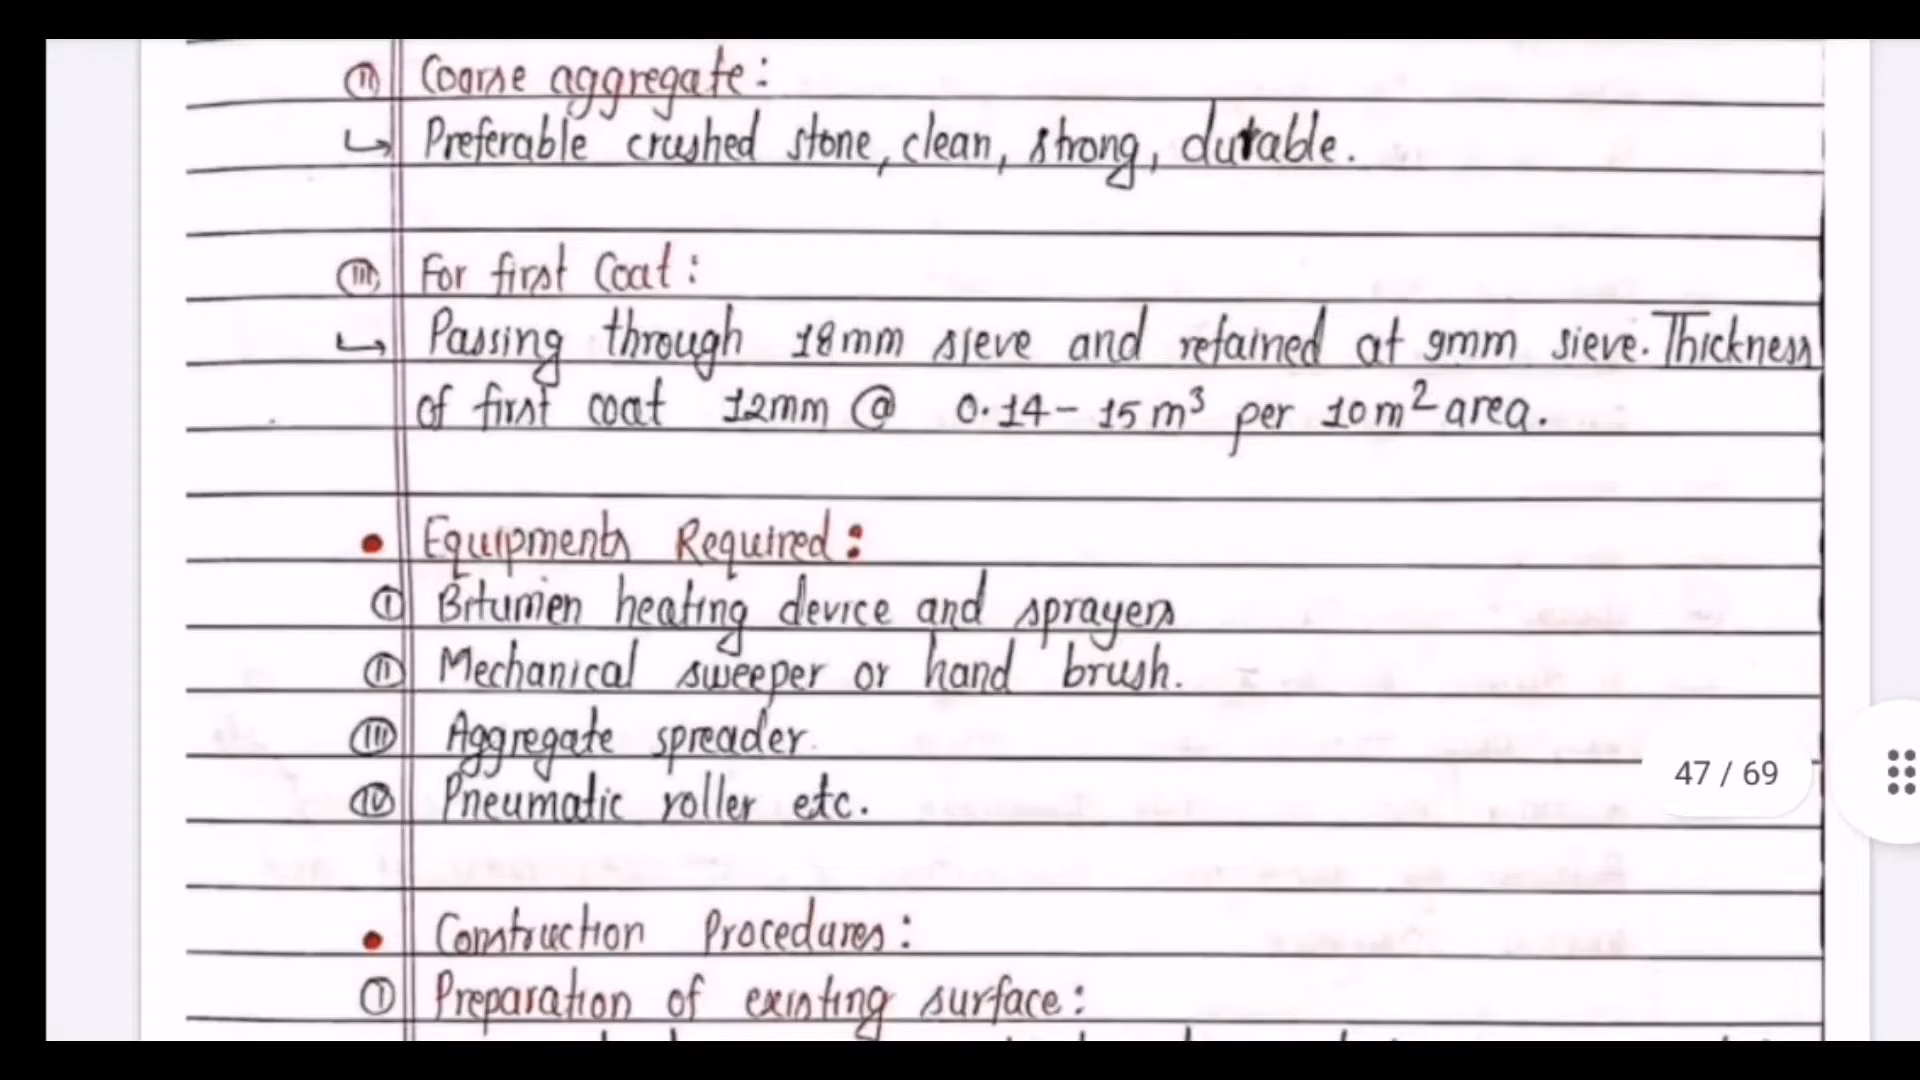 (ii) Coarse aggregate:
↳ Preferable crushed stone, clean, strong, durable.
(iii) For first Coat:
↳ Passing through 18mm sieve and retained at 9mm sieve. Thickness
of first coat 12mm @ 0.14 - 15 m³ per 10m² area.
• Equipments Required:
(i) Bitumen heating device and sprayers
(ii) Mechanical sweeper or hand brush.
(iii) Aggregate spreader.
47 / 69
(iv) Pneumatic roller etc.
• Construction Procedures:
(i) Preparation of existing surface: